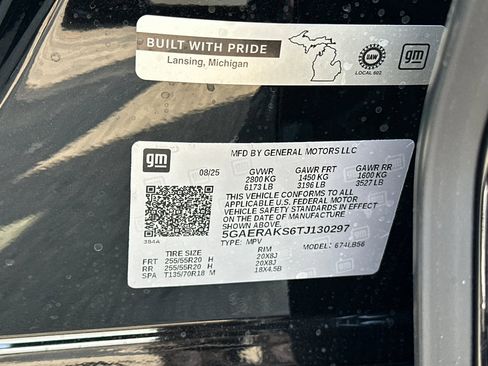 BUILT WITH PRIDE
Lansing, Michigan
UAW
LOCAL 602
gm
gm
MFD BY GENERAL MOTORS LLC
08/25 GVWR GAWR FRT GAWR RR
2800 KG 1450 KG 1600 KG
6173 LB 3196 LB 3527 LB
THIS VEHICLE CONFORMS TO ALL
APPLICABLE U.S. FEDERAL MOTOR
VEHICLE SAFETY STANDARDS IN EFFECT
ON THE DATE OF MANUFACTURE
SHOWN ABOVE.
5GAERAKS6TJ130297
384A TYPE: MPV MODEL: 674LB56
TIRE SIZE RIM
FRT 255/55R20 H 20X8J
RR 255/55R20 H 20X8J
SPA T135/70R18 M 18X4.5B